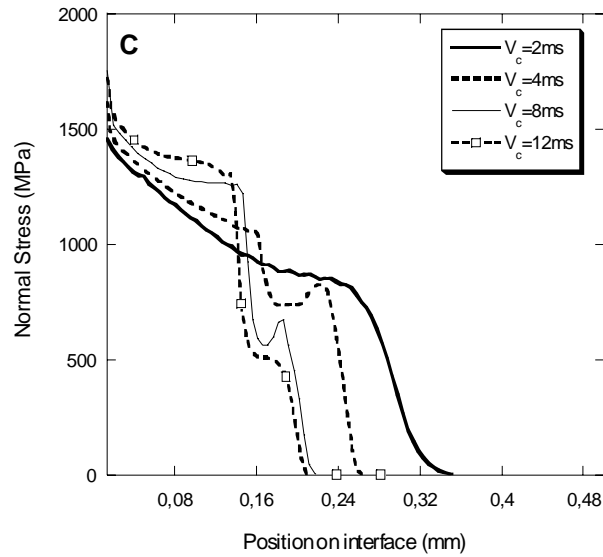 2000
1500
1000
500
0
Normal Stress (MPa)
C
V_c=2ms
V_c=4ms
V_c=8ms
V_c=12ms
0,08 0,16 0,24 0,32 0,4 0,48
Position on interface (mm)